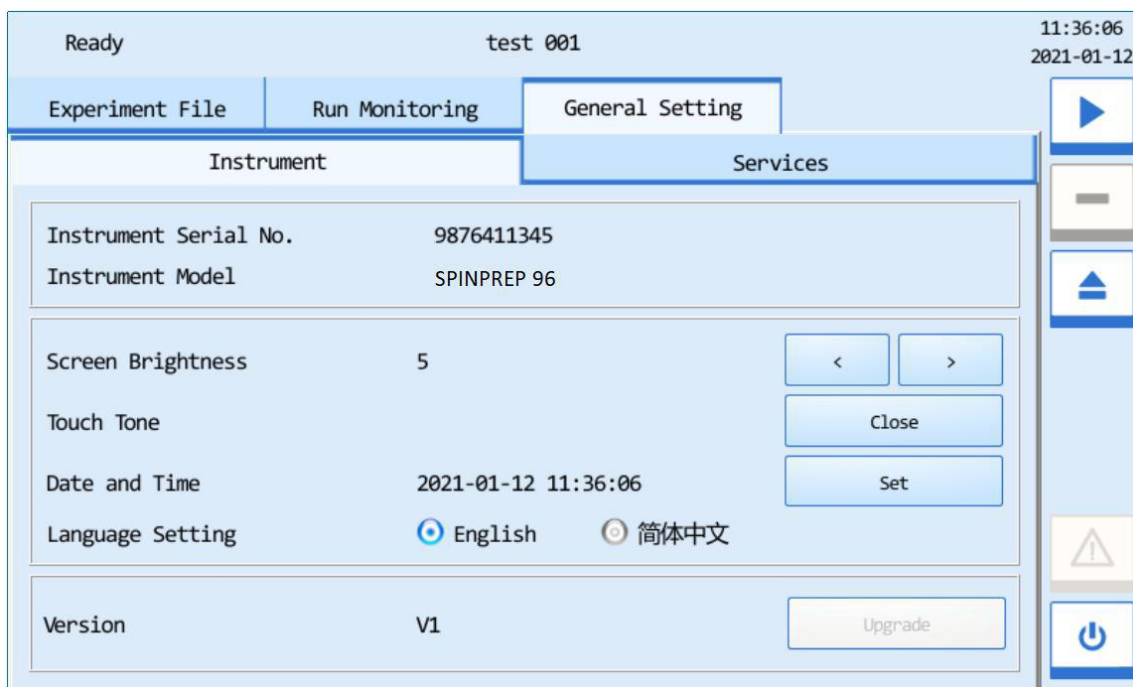 Ready test 001 11:36:06
2021-01-12
Experiment File Run Monitoring General Setting
Instrument Services
Instrument Serial No. 9876411345
Instrument Model SPINPREP 96
Screen Brightness 5 < >
Touch Tone Close
Date and Time 2021-01-12 11:36:06 Set
Language Setting English 简体中文
Version V1 Upgrade